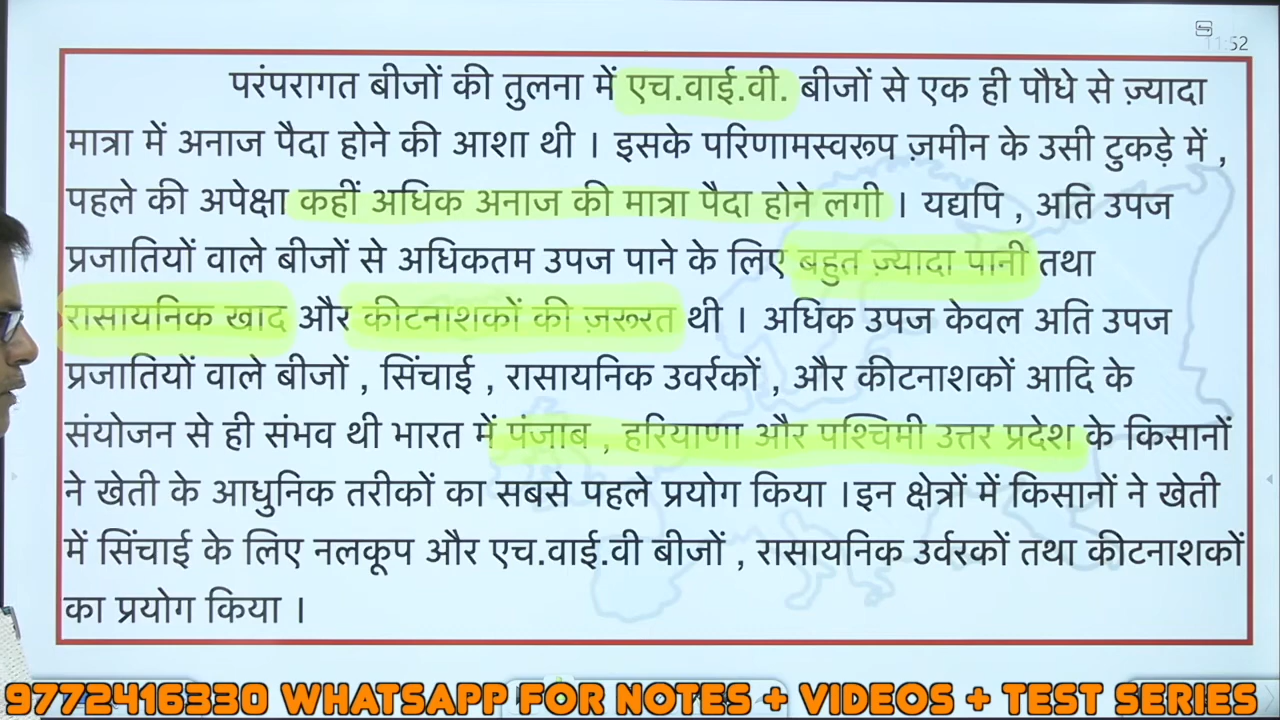 11:52
परंपरागत बीजों की तुलना में एच.वाई.वी. बीजों से एक ही पौधे से ज़्यादा
मात्रा में अनाज पैदा होने की आशा थी । इसके परिणामस्वरूप ज़मीन के उसी टुकड़े में ,
पहले की अपेक्षा कहीं अधिक अनाज की मात्रा पैदा होने लगी । यद्यपि , अति उपज
प्रजातियों वाले बीजों से अधिकतम उपज पाने के लिए बहुत ज़्यादा पानी तथा
रासायनिक खाद और कीटनाशकों की ज़रूरत थी । अधिक उपज केवल अति उपज
प्रजातियों वाले बीजों , सिंचाई , रासायनिक उवर्रकों , और कीटनाशकों आदि के
संयोजन से ही संभव थी भारत में पंजाब , हरियाणा और पश्चिमी उत्तर प्रदेश के किसानों
ने खेती के आधुनिक तरीकों का सबसे पहले प्रयोग किया ।इन क्षेत्रों में किसानों ने खेती
में सिंचाई के लिए नलकूप और एच.वाई.वी बीजों , रासायनिक उर्वरकों तथा कीटनाशकों
का प्रयोग किया ।
9772416330 WHATSAPP FOR NOTES + VIDEOS + TEST SERIES